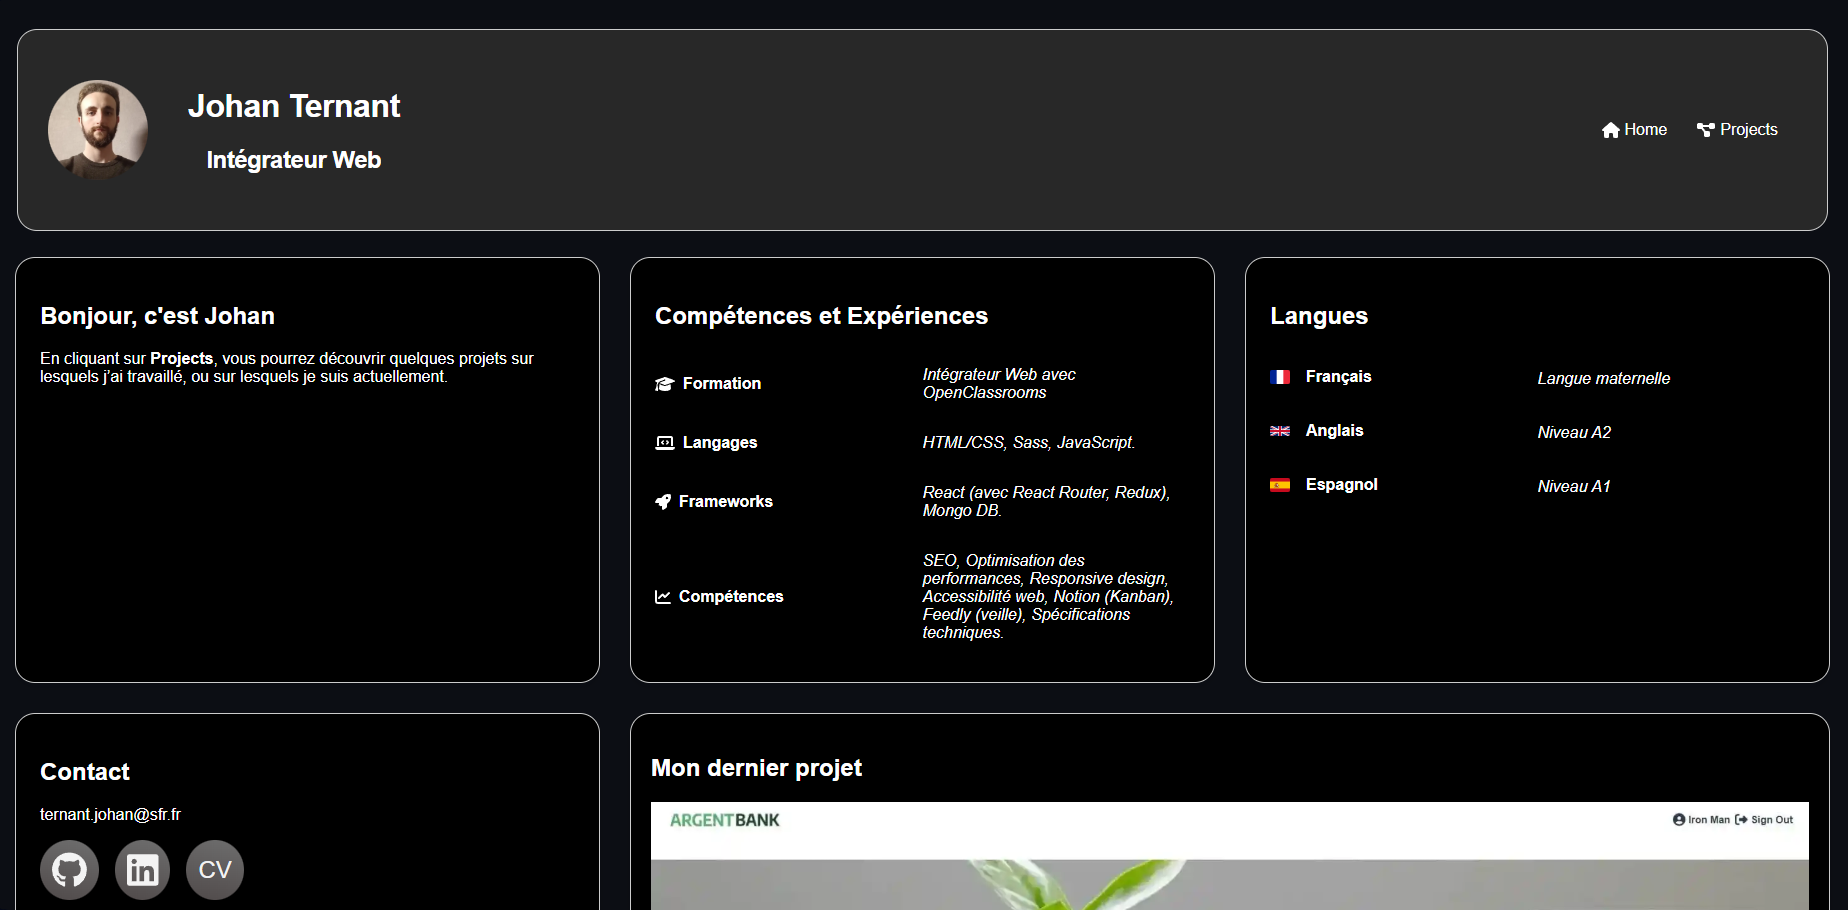 Johan Ternant
Intégrateur Web
Home
Projects
Bonjour, c'est Johan
En cliquant sur Projects, vous pourrez découvrir quelques projets sur
lesquels j'ai travaillé, ou sur lesquels je suis actuellement.
Compétences et Expériences
Formation
Intégrateur Web avec
OpenClassrooms
Langages
HTML/CSS, Sass, JavaScript.
Frameworks
React (avec React Router, Redux),
Mongo DB.
Compétences
SEO, Optimisation des
performances, Responsive design,
Accessibilité web, Notion (Kanban),
Feedly (veille), Spécifications
techniques.
Langues
Français
Langue maternelle
Anglais
Niveau A2
Espagnol
Niveau A1
Contact
ternant.johan@sfr.fr
in
CV
Mon dernier projet
ARGENTBANK
Iron Man
Sign Out